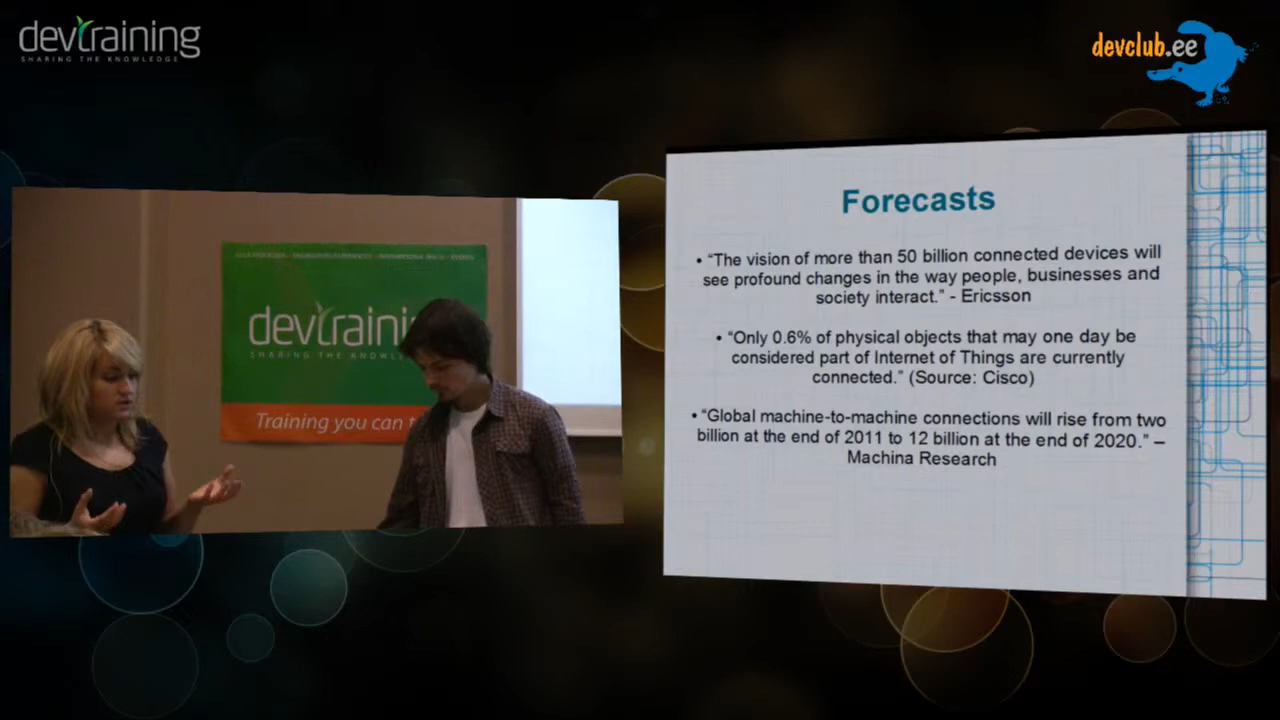 devtraining
SHARING THE KNOWLEDGE
devclub.ee
devtraini
SHARING THE KNOWL
Training you can t
Forecasts
• “The vision of more than 50 billion connected devices will
see profound changes in the way people, businesses and
society interact.” - Ericsson
• “Only 0.6% of physical objects that may one day be
considered part of Internet of Things are currently
connected.” (Source: Cisco)
• “Global machine-to-machine connections will rise from two
billion at the end of 2011 to 12 billion at the end of 2020.” –
Machina Research